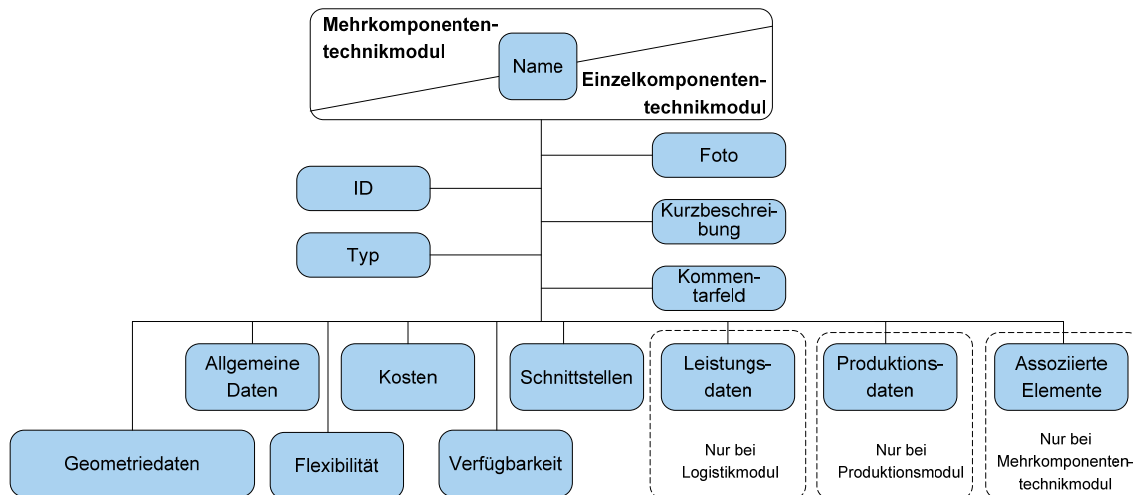 Mehrkomponenten-
technikmodul
Name
Einzelkomponenten-
technikmodul
Foto
ID
Kurzbeschrei-
bung
Typ
Kommen-
tarfeld
Allgemeine
Daten
Kosten
Schnittstellen
Leistungs-
daten
Produktions-
daten
Assoziierte
Elemente
Geometriedaten
Flexibilität
Verfügbarkeit
Nur bei
Logistikmodul
Nur bei
Produktionsmodul
Nur bei
Mehrkomponenten-
technikmodul